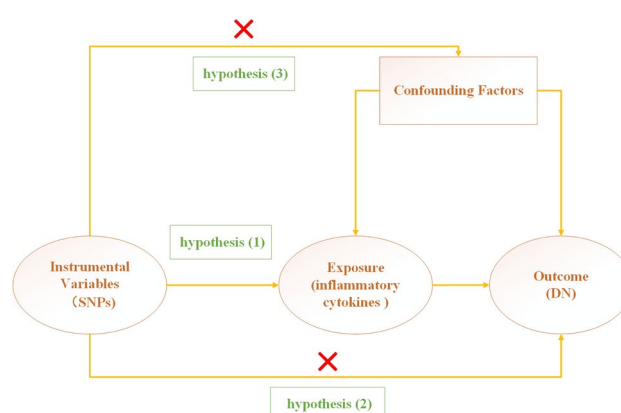 hypothesis (3)
Confounding Factors
hypothesis (1)
Instrumental
Variables
（SNPs)
Exposure
(inflammatory
cytokines )
Outcome
(DN)
hypothesis (2)